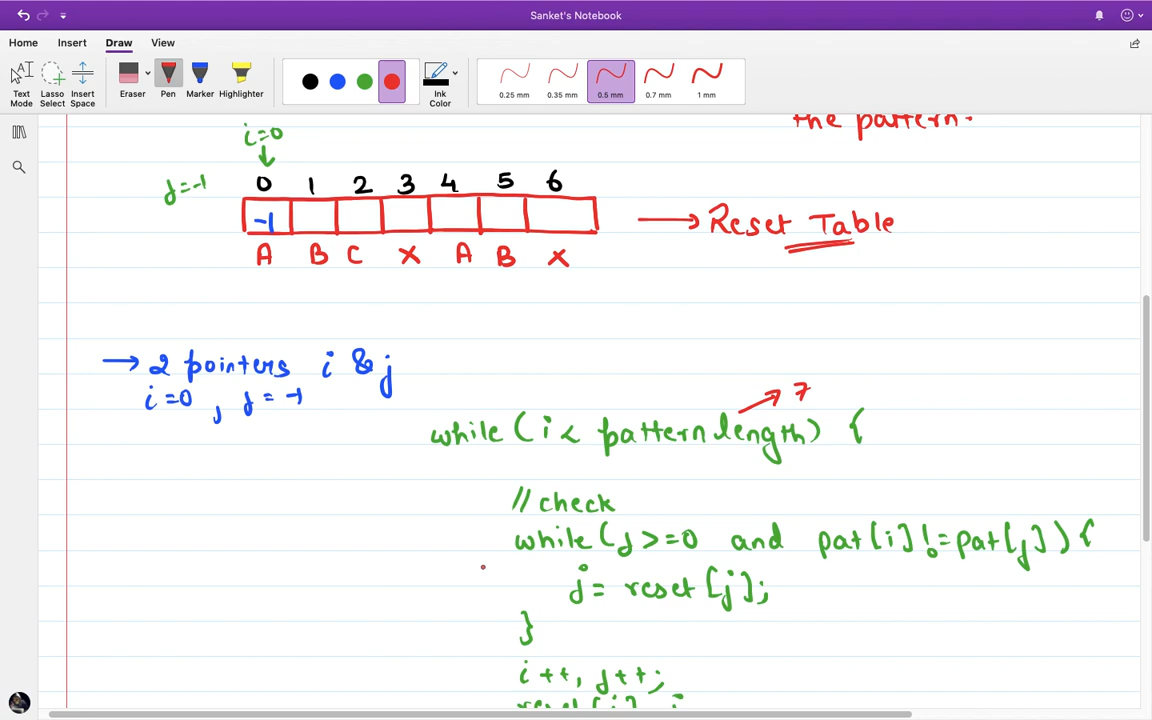 Sanket's Notebook
Home Insert Draw View
Text Mode Lasso Select Insert Space Eraser Pen Marker Highlighter Ink Color 0.25 mm 0.35 mm 0.5 mm 0.7 mm 1 mm
the pattern.
i=0
j=-1 0 1 2 3 4 5 6
-1 → Reset Table
A B C X A B X
→ 2 pointers i & j
i=0, j=-1
7
while (i < pattern length) {
// check
while (j >=0 and pat[i] != pat[j]) {
j = reset [j];
}
i++, j++;